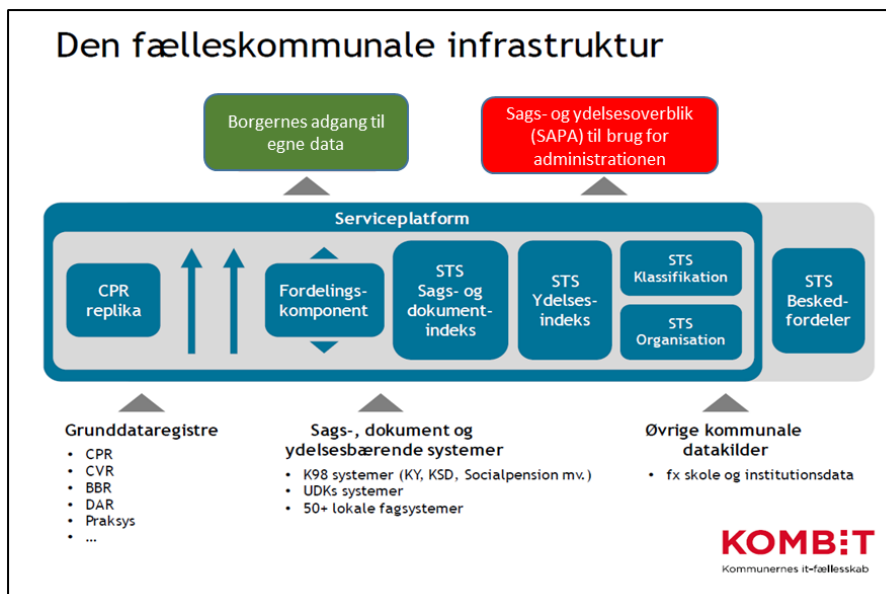 Den fælleskommunale infrastruktur
Borgernes adgang til
egne data
Sags- og ydelsesoverblik
(SAPA) til brug for
administrationen
Serviceplatform
CPR
replika
Fordelings-
komponent
STS
Sags- og
dokument-
indeks
STS
Ydelses-
indeks
STS
Klassifikation
STS
Organisation
STS
Besked-
fordeler
Grunddataregistre
• CPR
• CVR
• BBR
• DAR
• Praksys
• ...
Sags-, dokument og
ydelsesbærende systemer
• K98 systemer (KY, KSD, Socialpension mv.)
• UDKs systemer
• 50+ lokale fagsystemer
Øvrige kommunale
datakilder
• fx skole og institutionsdata
KOMBIT
Kommunernes it-fællesskab